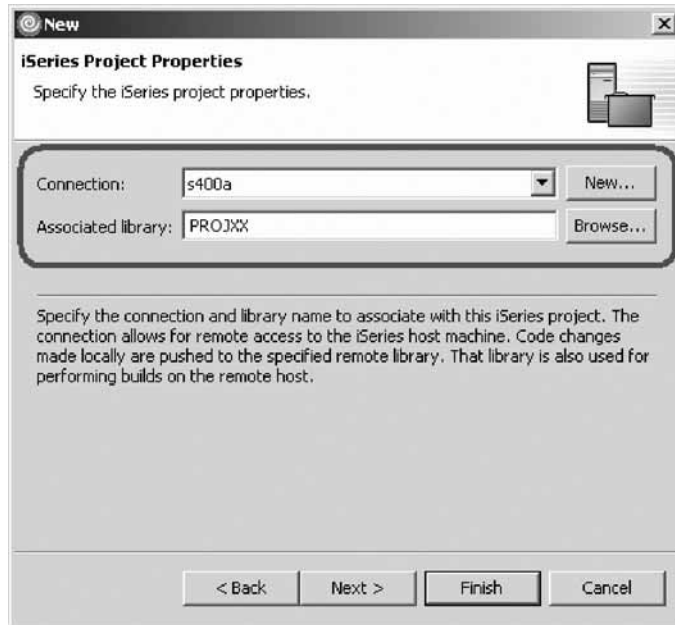 New
iSeries Project Properties
Specify the iSeries project properties.
Connection: s400a New...
Associated library: PROJXX Browse...
Specify the connection and library name to associate with this iSeries project. The
connection allows for remote access to the iSeries host machine. Code changes
made locally are pushed to the specified remote library. That library is also used for
performing builds on the remote host.
< Back Next > Finish Cancel